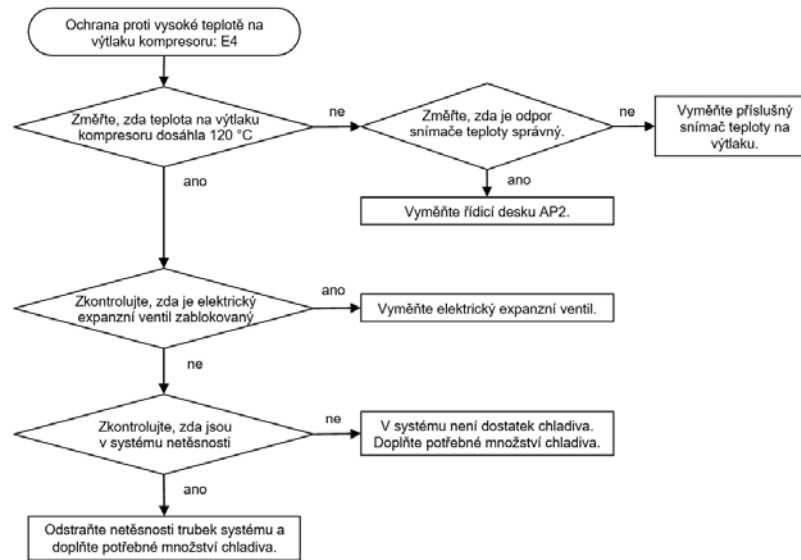 Ochrana proti vysoké teplotě na
výtlaku kompresoru: E4
Změřte, zda teplota na výtlaku
kompresoru dosáhla 120 °C
ne
Změřte, zda je odpor
snímače teploty správný.
ne
Vyměňte příslušný
snímač teploty na
výtlaku.
ano
ano
Vyměňte řídicí desku AP2.
Zkontrolujte, zda je elektrický
expanzní ventil zablokovaný
ano
Vyměňte elektrický expanzní ventil.
ne
Zkontrolujte, zda jsou
v systému netěsnosti
ne
V systému není dostatek chladiva.
Doplňte potřebné množství chladiva.
ano
Odstraňte netěsnosti trubek systému a
doplňte potřebné množství chladiva.